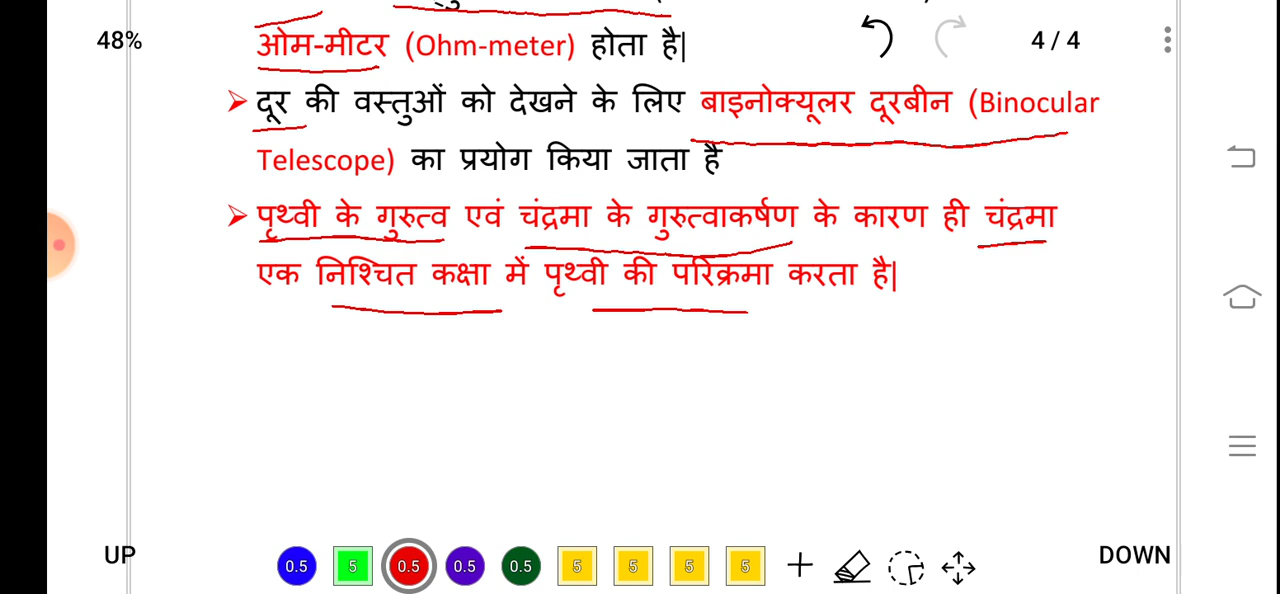 48%
ओम-मीटर (Ohm-meter) होता है|
4 / 4
➢ दूर की वस्तुओं को देखने के लिए बाइनोक्यूलर दूरबीन (Binocular
Telescope) का प्रयोग किया जाता है
➢ पृथ्वी के गुरुत्व एवं चंद्रमा के गुरुत्वाकर्षण के कारण ही चंद्रमा
एक निश्चित कक्षा में पृथ्वी की परिक्रमा करता है|
UP
0.5 5 0.5 0.5 0.5 5 5 5 5
DOWN